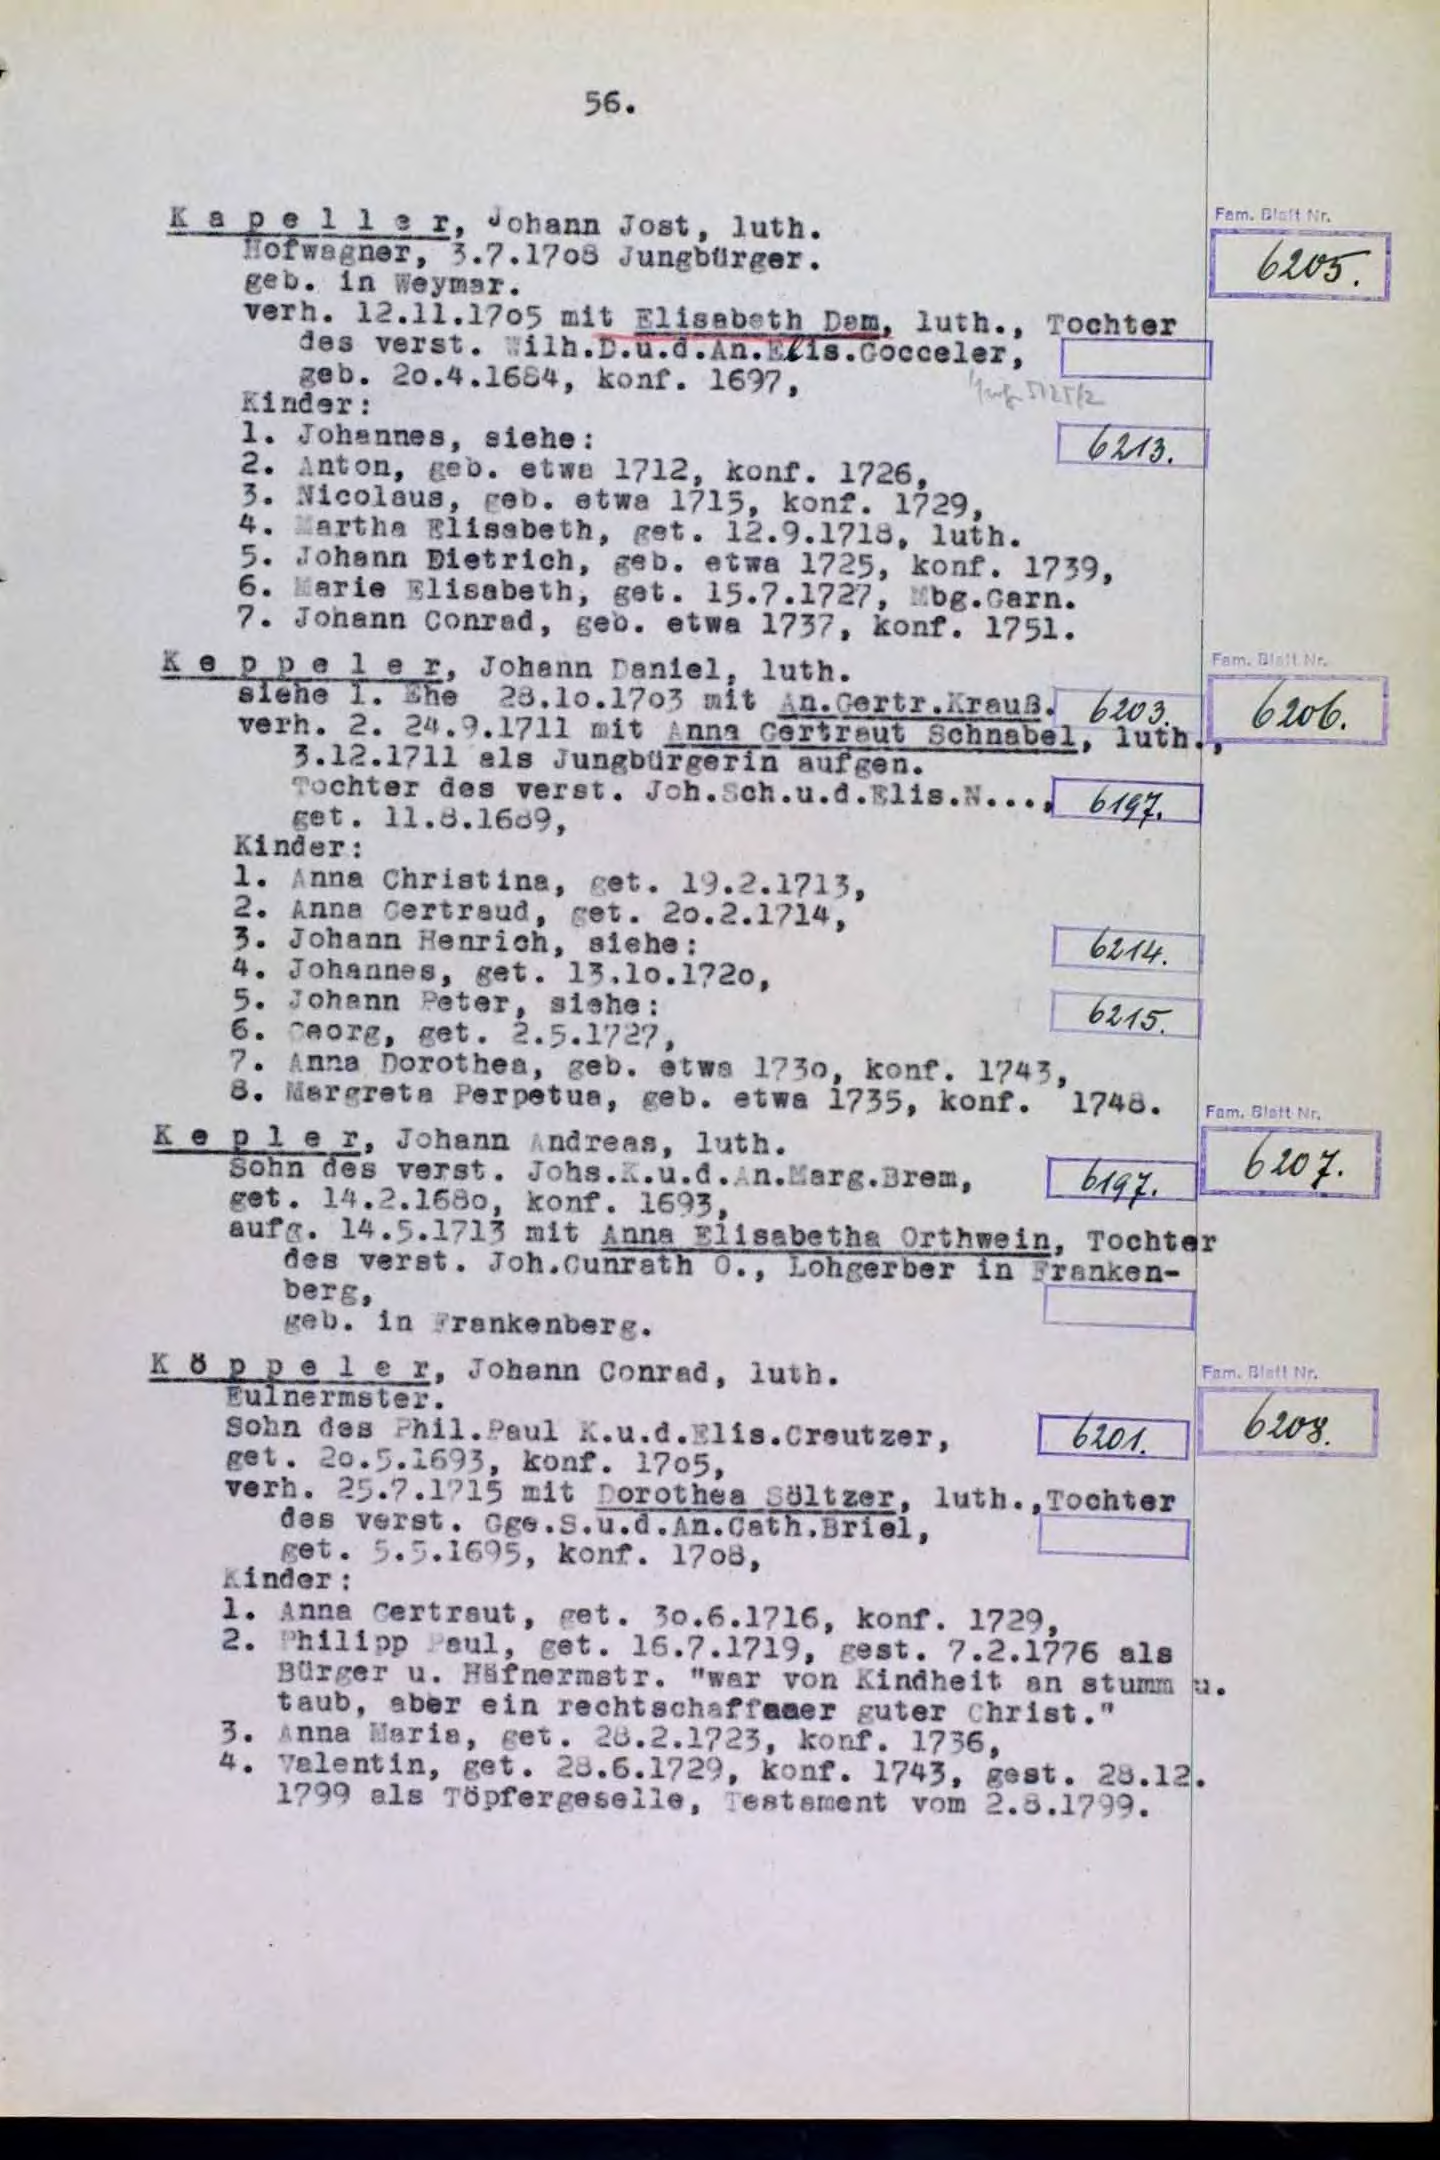 56.
K a p e l l e r, Johann Jost, luth.
Fam. Blatt Nr.
Hofwagner, 3.7.1708 Jungbürger.
6205.
geb. in Weymar.
verh. 12.11.1705 mit Elisabeth Dam, luth., Tochter
des verst. Wilh.D.u.d.An.Elis.Gocceler,
geb. 20.4.1684, konf. 1697,
Kinder:
1. Johannes, siehe: 6213.
2. Anton, geb. etwa 1712, konf. 1726,
3. Nicolaus, geb. etwa 1715, konf. 1729,
4. Martha Elisabeth, get. 12.9.1718, luth.
5. Johann Dietrich, geb. etwa 1725, konf. 1739,
6. Marie Elisabeth, get. 15.7.1727, Mbg.Garn.
7. Johann Conrad, geb. etwa 1737, konf. 1751.
K e p p e l e r, Johann Daniel, luth.
Fam. Blatt Nr.
siehe 1. Ehe 28.10.1703 mit An.Gertr.Krauß. 6203. 6206.
verh. 2. 24.9.1711 mit Anna Gertraut Schnabel, luth.,
3.12.1711 als Jungbürgerin aufgen.
Tochter des verst. Joh.Sch.u.d.Elis.N..., 6197.
get. 11.8.1689,
Kinder:
1. Anna Christina, get. 19.2.1713,
2. Anna Gertraud, get. 20.2.1714,
3. Johann Henrich, siehe: 6214.
4. Johannes, get. 13.10.1720,
5. Johann Peter, siehe: 6215.
6. Georg, get. 2.5.1727,
7. Anna Dorothea, geb. etwa 1730, konf. 1743,
8. Margreta Perpetua, geb. etwa 1735, konf. 1748.
Fam. Blatt Nr.
K e p l e r, Johann Andreas, luth.
Sohn des verst. Johs.K.u.d.An.Marg.Brem, 6197. 6207.
get. 14.2.1680, konf. 1693,
aufg. 14.5.1713 mit Anna Elisabetha Orthwein, Tochter
des verst. Joh.Cunrath O., Lohgerber in Franken-
berg,
geb. in Frankenberg.
K ö p p e l e r, Johann Conrad, luth.
Fam. Blatt Nr.
Eulnermster.
Sohn des Phil.Paul K.u.d.Elis.Creutzer, 6201. 6208.
get. 20.5.1693, konf. 1705,
verh. 25.7.1715 mit Dorothea Söltzer, luth.,Tochter
des verst. Gge.S.u.d.An.Cath.Briel,
get. 5.5.1695, konf. 1708,
Kinder:
1. Anna Gertraut, get. 30.6.1716, konf. 1729,
2. Philipp Paul, get. 16.7.1719, gest. 7.2.1776 als
Bürger u. Häfnermstr. "war von Kindheit an stumm u.
taub, aber ein rechtschaffener guter Christ."
3. Anna Maria, get. 28.2.1723, konf. 1736,
4. Valentin, get. 28.6.1729, konf. 1743, gest. 28.12.
1799 als Töpfergeselle, Testament vom 2.8.1799.